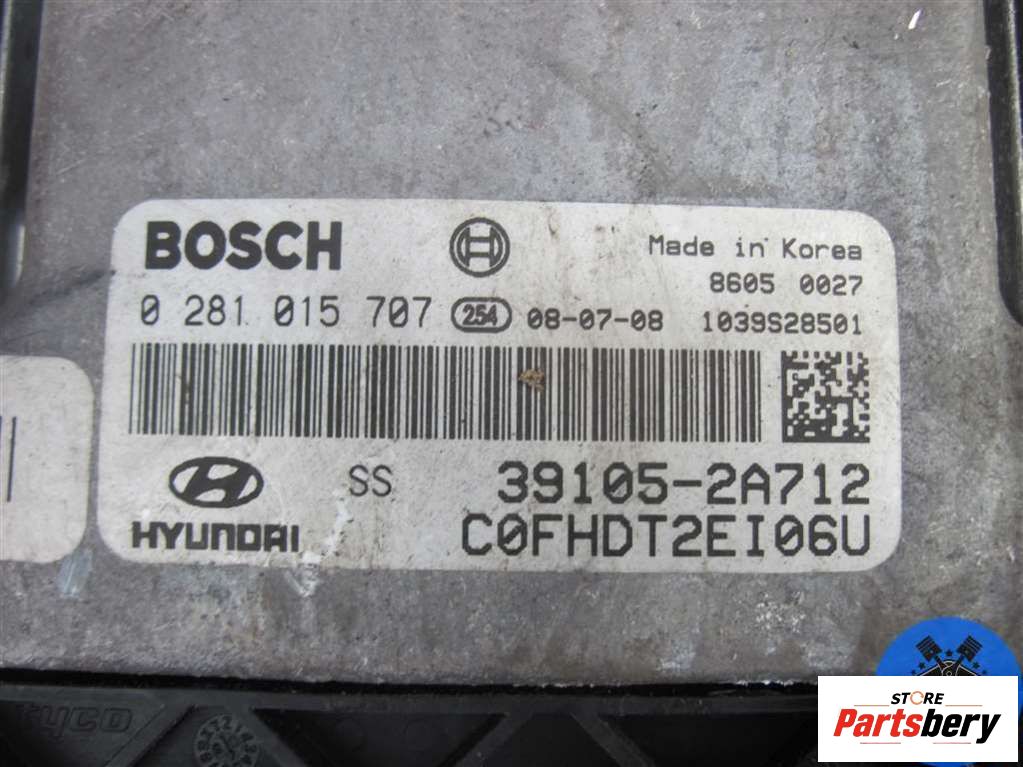 BOSCH
Made in Korea
8605 0027
0 281 015 707 254 08-07-08 1039S28501
SS 39105-2A712
HYUNDAI C0FHDT2EI06U
tyco
STORE
Partsbery